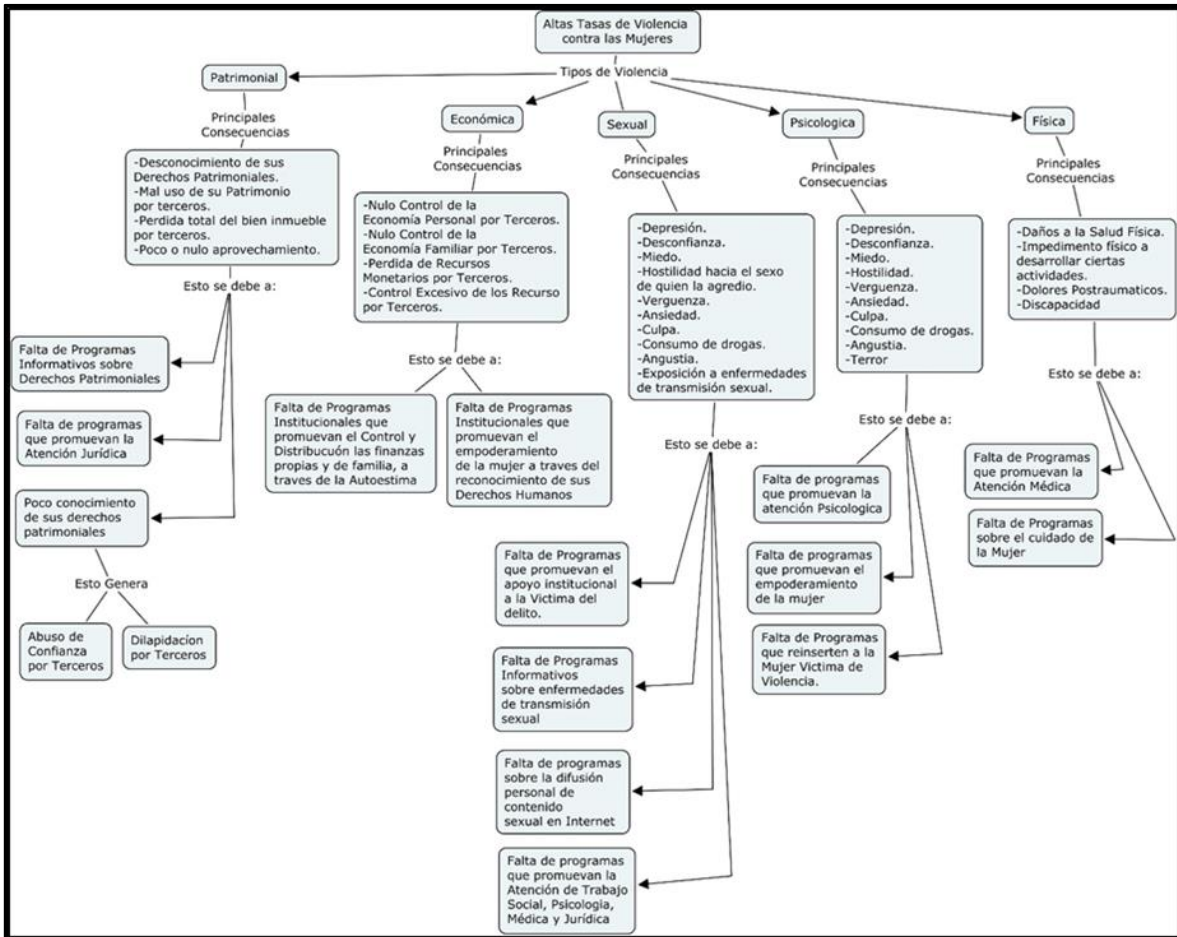 Altas Tasas de Violencia
contra las Mujeres
Tipos de Violencia
Patrimonial
Principales
Consecuencias
-Desconocimiento de sus
Derechos Patrimoniales.
-Mal uso de su Patrimonio
por terceros.
-Perdida total del bien inmueble
por terceros.
-Poco o nulo aprovechamiento.
Esto se debe a:
Falta de Programas
Informativos sobre
Derechos Patrimoniales
Falta de programas
que promuevan la
Atención Jurídica
Poco conocimiento
de sus derechos
patrimoniales
Esto Genera
Abuso de
Confianza
por Terceros
Dilapidacíon
por Terceros
Económica
Principales
Consecuencias
-Nulo Control de la
Economía Personal por Terceros.
-Nulo Control de la
Economía Familiar por Terceros.
-Perdida de Recursos
Monetarios por Terceros.
-Control Excesivo de los Recurso
por Terceros.
Esto se debe a:
Falta de Programas
Institucionales que
promuevan el Control y
Distribucuón las finanzas
propias y de familia, a
traves de la Autoestima
Falta de Programas
Institucionales que
promuevan el
empoderamiento
de la mujer a traves del
reconocimiento de sus
Derechos Humanos
Sexual
Principales
Consecuencias
-Depresión.
-Desconfianza.
-Miedo.
-Hostilidad hacia el sexo
de quien la agredio.
-Verguenza.
-Ansiedad.
-Culpa.
-Consumo de drogas.
-Angustia.
-Exposición a enfermedades
de transmisión sexual.
Esto se debe a:
Falta de Programas
que promuevan el
apoyo institucional
a la Victima del
delito.
Falta de Programas
Informativos
sobre enfermedades
de transmisión
sexual
Falta de programas
sobre la difusión
personal de
contenido
sexual en Internet
Falta de programas
que promuevan la
Atención de Trabajo
Social, Psicologia,
Médica y Jurídica
Psicologica
Principales
Consecuencias
-Depresión.
-Desconfianza.
-Miedo.
-Hostilidad.
-Verguenza.
-Ansiedad.
-Culpa.
-Consumo de drogas.
-Angustia.
-Terror
Esto se debe a:
Falta de programas
que promuevan la
atención Psicologica
Falta de programas
que promuevan el
empoderamiento
de la mujer
Falta de Programas
que reinserten a la
Mujer Victima de
Violencia.
Física
Principales
Consecuencias
-Daños a la Salud Física.
-Impedimento físico a
desarrollar ciertas
actividades.
-Dolores Postraumaticos.
-Discapacidad
Esto se debe a:
Falta de Programas
que promuevan la
Atención Médica
Falta de Programas
sobre el cuidado de
la Mujer